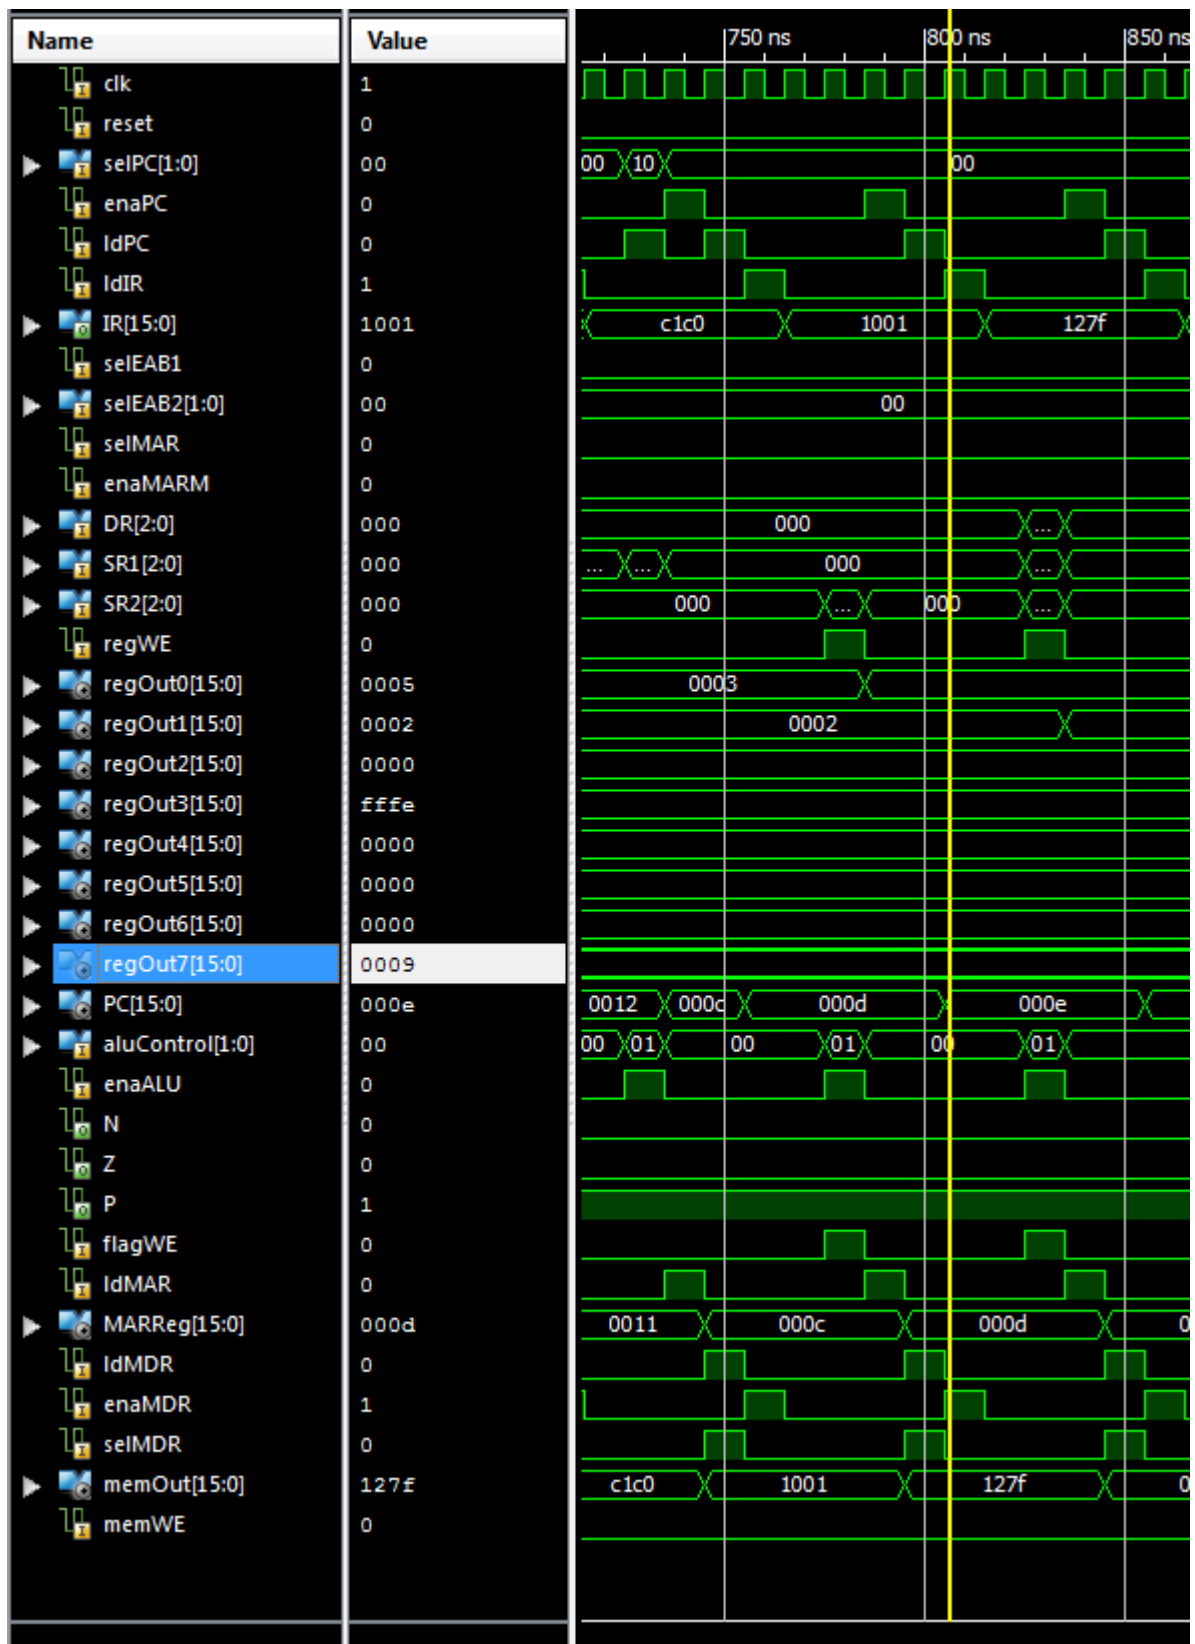 Name Value 750 ns 800 ns 850 ns
clk 1
reset 0
selPC[1:0] 00 00 10 00
enaPC 0
ldPC 0
ldIR 1
IR[15:0] 1001 c1c0 1001 127f
selEAB1 0
selEAB2[1:0] 00 00
selMAR 0
enaMARM 0
DR[2:0] 000 000 ...
SR1[2:0] 000 ... ... 000 ...
SR2[2:0] 000 000 ... 000 ...
regWE 0
regOut0[15:0] 0005 0003
regOut1[15:0] 0002 0002
regOut2[15:0] 0000
regOut3[15:0] fffe
regOut4[15:0] 0000
regOut5[15:0] 0000
regOut6[15:0] 0000
regOut7[15:0] 0009
PC[15:0] 000e 0012 000c 000d 000e
aluControl[1:0] 00 00 01 00 01 00 01
enaALU 0
N 0
Z 0
P 1
flagWE 0
ldMAR 0
MARReg[15:0] 000d 0011 000c 000d 0
ldMDR 0
enaMDR 1
selMDR 0
memOut[15:0] 127f c1c0 1001 127f 0
memWE 0